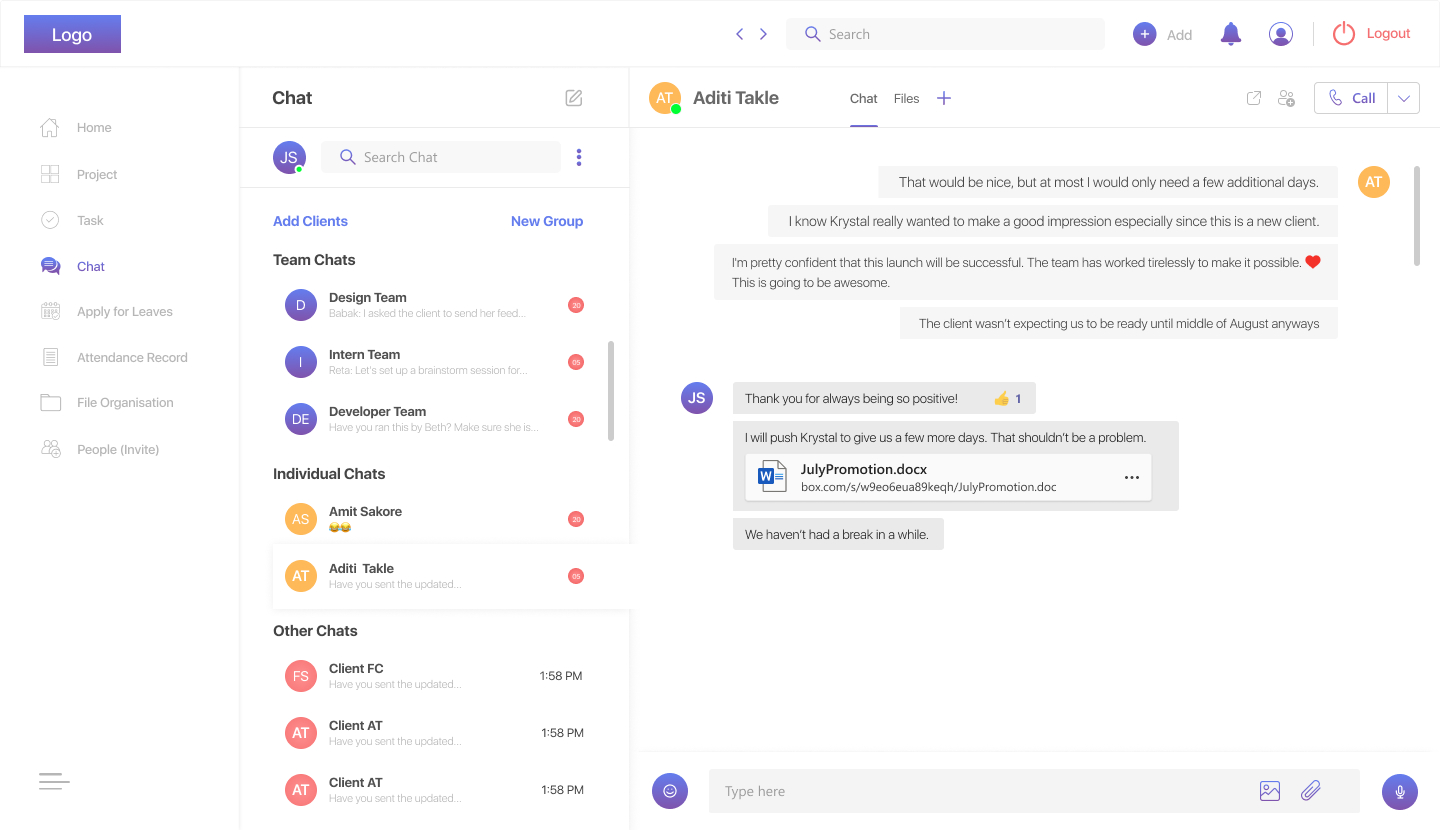 Logo
Search
Add
Logout
Home
Project
Task
Chat
Apply for Leaves
Attendance Record
File Organisation
People (Invite)
Chat
JS
Search Chat
Add Clients
New Group
Team Chats
D
Design Team
Babak: I asked the client to send her feed...
20
I
Intern Team
Reta: Let's set up a brainstorm session for...
05
DE
Developer Team
Have you ran this by Beth? Make sure she is...
20
Individual Chats
AS
Amit Sakore
😂😂
20
AT
Aditi Takle
Have you sent the updated...
05
Other Chats
FS
Client FC
Have you sent the updated...
1:58 PM
AT
Client AT
Have you sent the updated...
1:58 PM
AT
Client AT
Have you sent the updated...
1:58 PM
AT
Aditi Takle
Chat
Files
Call
That would be nice, but at most I would only need a few additional days.
AT
I know Krystal really wanted to make a good impression especially since this is a new client.
I'm pretty confident that this launch will be successful. The team has worked tirelessly to make it possible. ❤️
This is going to be awesome.
The client wasn't expecting us to be ready until middle of August anyways
JS
Thank you for always being so positive!
👍 1
I will push Krystal to give us a few more days. That shouldn't be a problem.
W
JulyPromotion.docx
box.com/s/w9eo6eua89keqh/JulyPromotion.doc
We haven't had a break in a while.
Type here